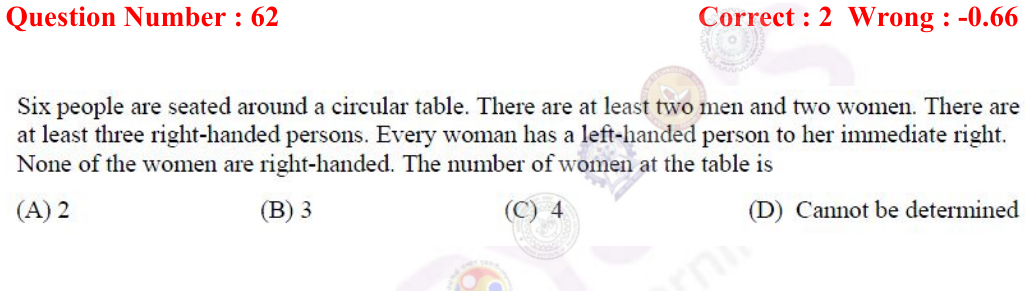 Question Number : 62 Correct : 2 Wrong : -0.66
Six people are seated around a circular table. There are at least two men and two women. There are
at least three right-handed persons. Every woman has a left-handed person to her immediate right.
None of the women are right-handed. The number of women at the table is
(A) 2 (B) 3 (C) 4 (D) Cannot be determined